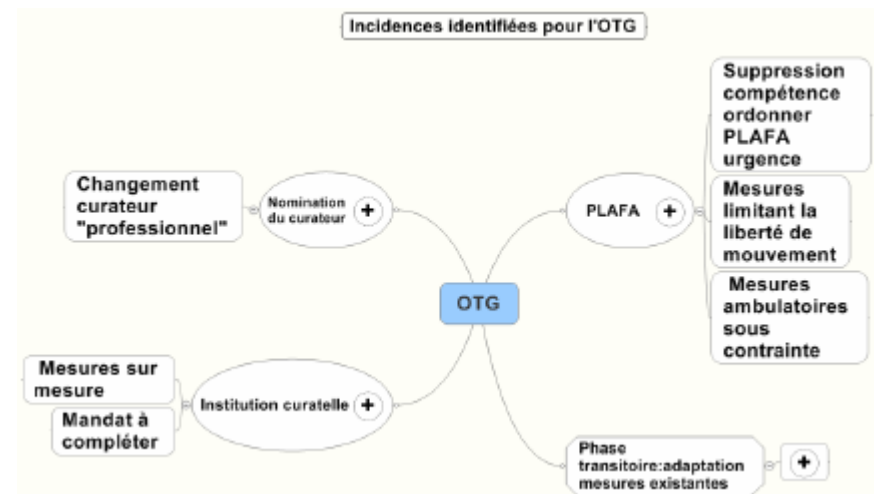 Incidences identifiées pour l'OTG
Suppression
compétence
ordonner
PLAFA
urgence
Changement
curateur
"professionnel"
Nomination
du curateur
PLAFA
Mesures
limitant la
liberté de
mouvement
OTG
Mesures
ambulatoires
sous
contrainte
Mesures sur
mesure
Institution curatelle
Mandat à
compléter
Phase
transitoire:adaptation
mesures existantes